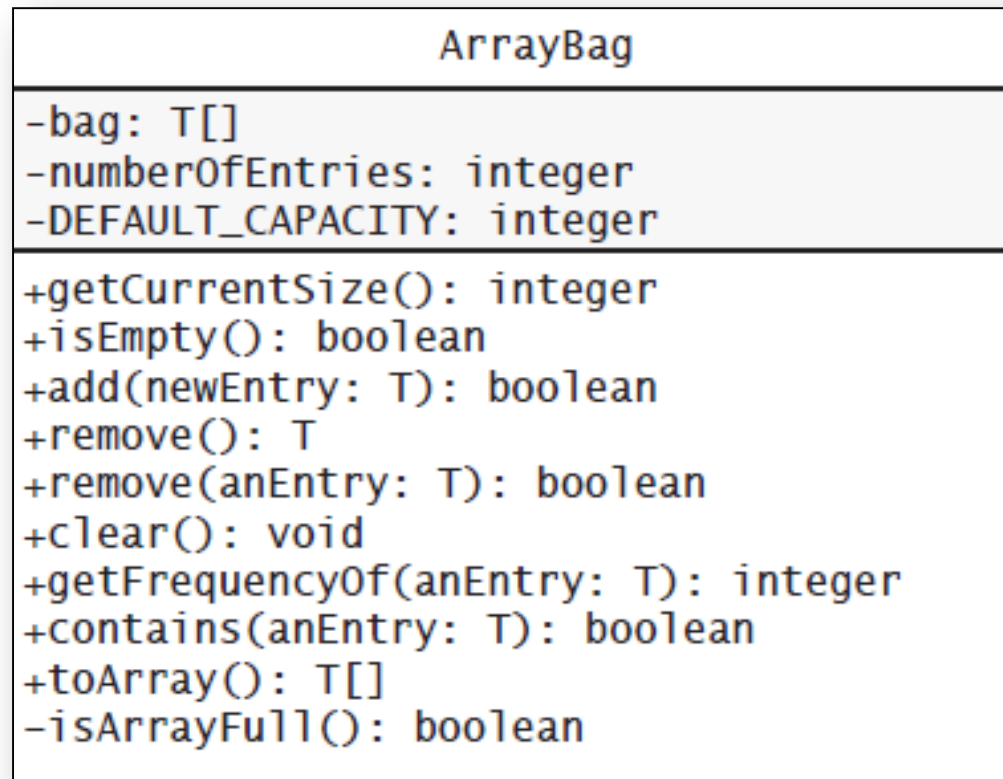 ArrayBag
-bag: T[]
-numberOfEntries: integer
-DEFAULT_CAPACITY: integer
+getCurrentSize(): integer
+isEmpty(): boolean
+add(newEntry: T): boolean
+remove(): T
+remove(anEntry: T): boolean
+clear(): void
+getFrequencyOf(anEntry: T): integer
+contains(anEntry: T): boolean
+toArray(): T[]
-isArrayFull(): boolean